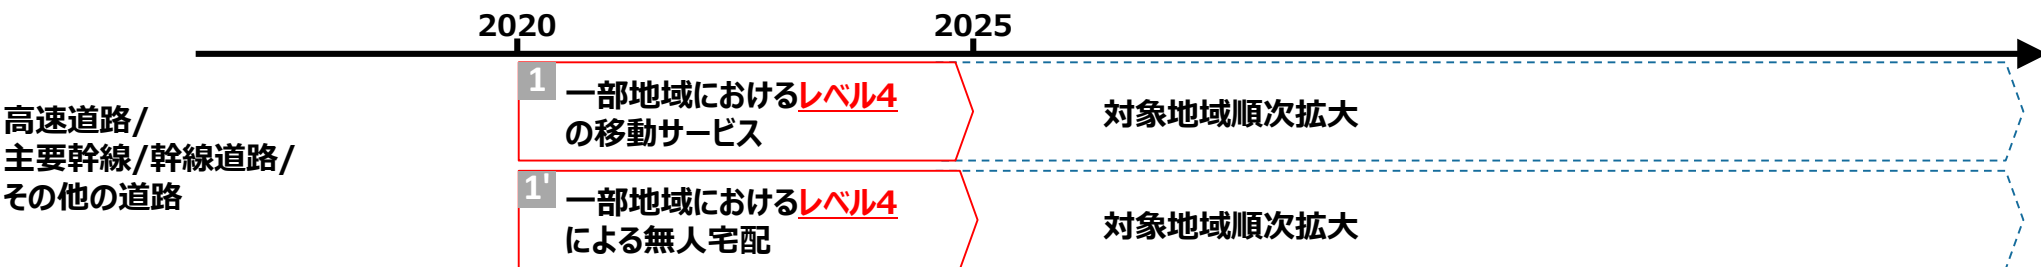 2020
2025
1
一部地域におけるレベル4
の移動サービス
対象地域順次拡大
高速道路/
主要幹線/幹線道路/
その他の道路
1'
一部地域におけるレベル4
による無人宅配
対象地域順次拡大